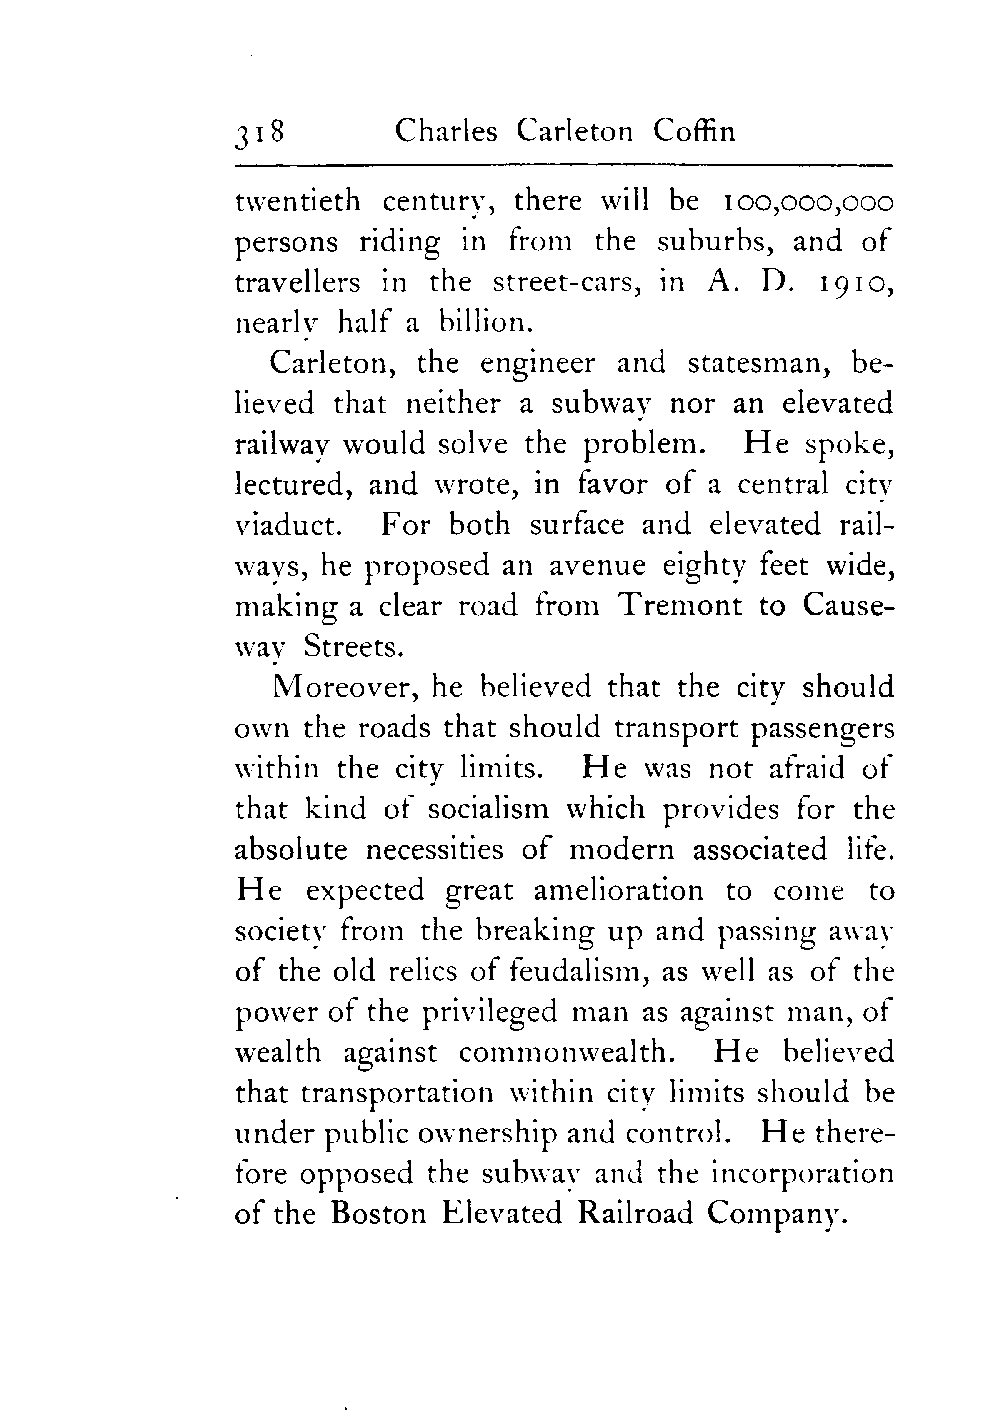 318 Charles Carleton Coffin
twentieth century, there will be 100,000,000
persons riding in from the suburbs, and of
travellers in the street-cars, in A. D. 1910,
nearly half a billion.
Carleton, the engineer and statesman, be-
lieved that neither a subway nor an elevated
railway would solve the problem. He spoke,
lectured, and wrote, in favor of a central city
viaduct. For both surface and elevated rail-
ways, he proposed an avenue eighty feet wide,
making a clear road from Tremont to Cause-
way Streets.
Moreover, he believed that the city should
own the roads that should transport passengers
within the city limits. He was not afraid of
that kind of socialism which provides for the
absolute necessities of modern associated life.
He expected great amelioration to come to
society from the breaking up and passing away
of the old relics of feudalism, as well as of the
power of the privileged man as against man, of
wealth against commonwealth. He believed
that transportation within city limits should be
under public ownership and control. He there-
fore opposed the subway and the incorporation
of the Boston Elevated Railroad Company.